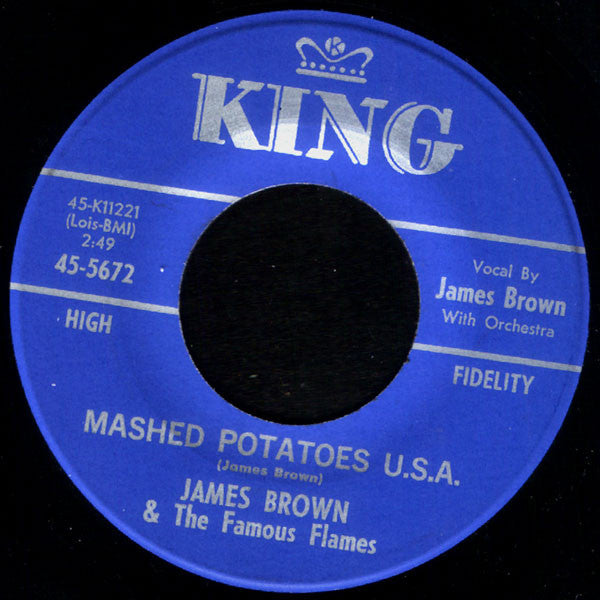 K
KING
45-K11221
(Lois-BMI)
2:49
45-5672
Vocal By
James Brown
With Orchestra
HIGH
FIDELITY
MASHED POTATOES U.S.A.
(James Brown)
JAMES BROWN
& The Famous Flames